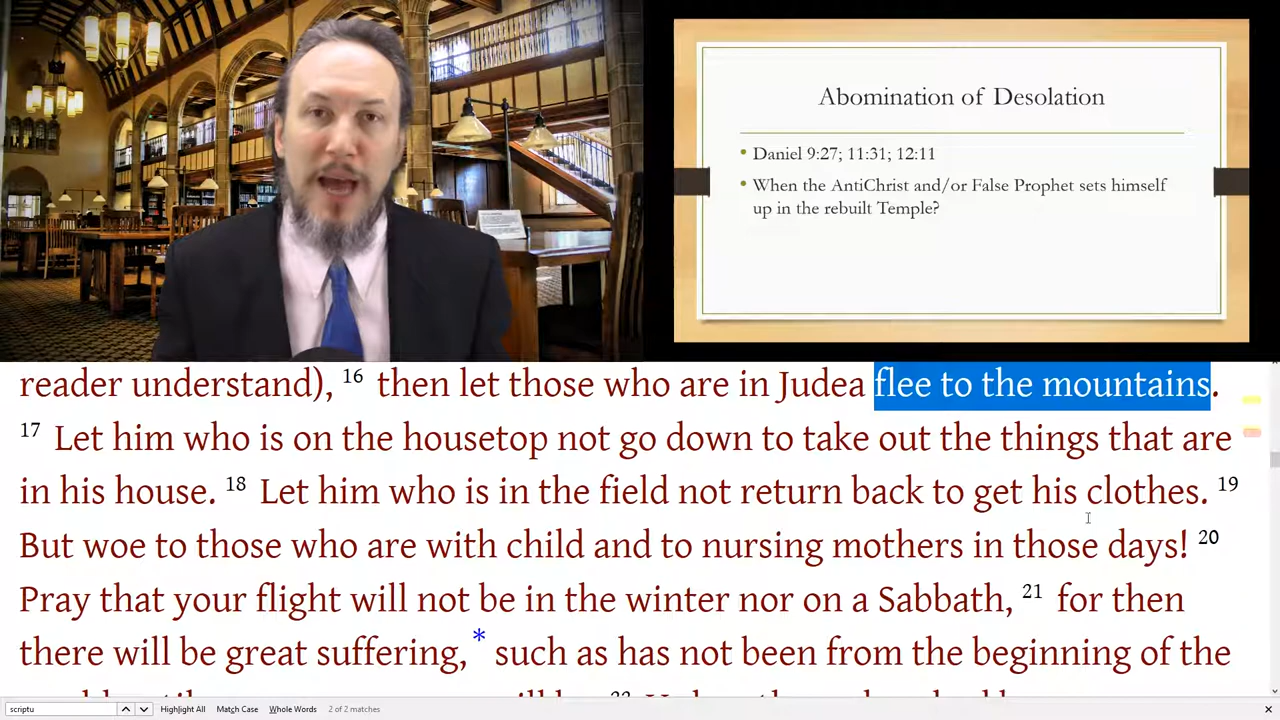 Abomination of Desolation
• Daniel 9:27; 11:31; 12:11
• When the AntiChrist and/or False Prophet sets himself
up in the rebuilt Temple?
reader understand), 16 then let those who are in Judea flee to the mountains.
17 Let him who is on the housetop not go down to take out the things that are
in his house. 18 Let him who is in the field not return back to get his clothes. 19
But woe to those who are with child and to nursing mothers in those days! 20
Pray that your flight will not be in the winter nor on a Sabbath, 21 for then
there will be great suffering,* such as has not been from the beginning of the
scriptu
Highlight All Match Case Whole Words 2 of 2 matches